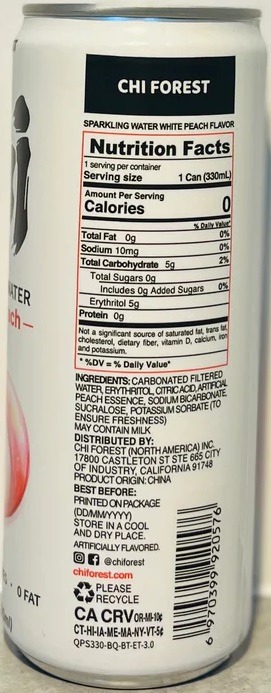 CHI FOREST
SPARKLING WATER WHITE PEACH FLAVOR
Nutrition Facts
1 serving per container
Serving size 1 Can (330mL)
Amount Per Serving
Calories 0
% Daily Value*
Total Fat 0g 0%
Sodium 10mg 0%
Total Carbohydrate 5g 2%
Total Sugars 0g
Includes 0g Added Sugars 0%
Erythritol 5g
Protein 0g
Not a significant source of saturated fat, trans fat,
cholesterol, dietary fiber, vitamin D, calcium, iron
and potassium.
* %DV = % Daily Value*
INGREDIENTS: CARBONATED FILTERED
WATER, ERYTHRITOL, CITRIC ACID, ARTIFICIAL
PEACH ESSENCE, SODIUM BICARBONATE,
SUCRALOSE, POTASSIUM SORBATE (TO
ENSURE FRESHNESS)
MAY CONTAIN MILK
DISTRIBUTED BY:
CHI FOREST (NORTH AMERICA) INC.
17800 CASTLETON ST STE 665 CITY
OF INDUSTRY, CALIFORNIA 91748
PRODUCT ORIGIN: CHINA
BEST BEFORE:
PRINTED ON PACKAGE
(DD/MM/YYYY)
STORE IN A COOL
AND DRY PLACE.
ARTIFICIALLY FLAVORED.
@chiforest
chiforest.com
PLEASE
RECYCLE
CA CRV OR-MI-10¢
CT-HI-IA-ME-MA-NY-VT-5¢
QPS330-BQ-BT-ET-3.0
6 970399 920576
0 FAT